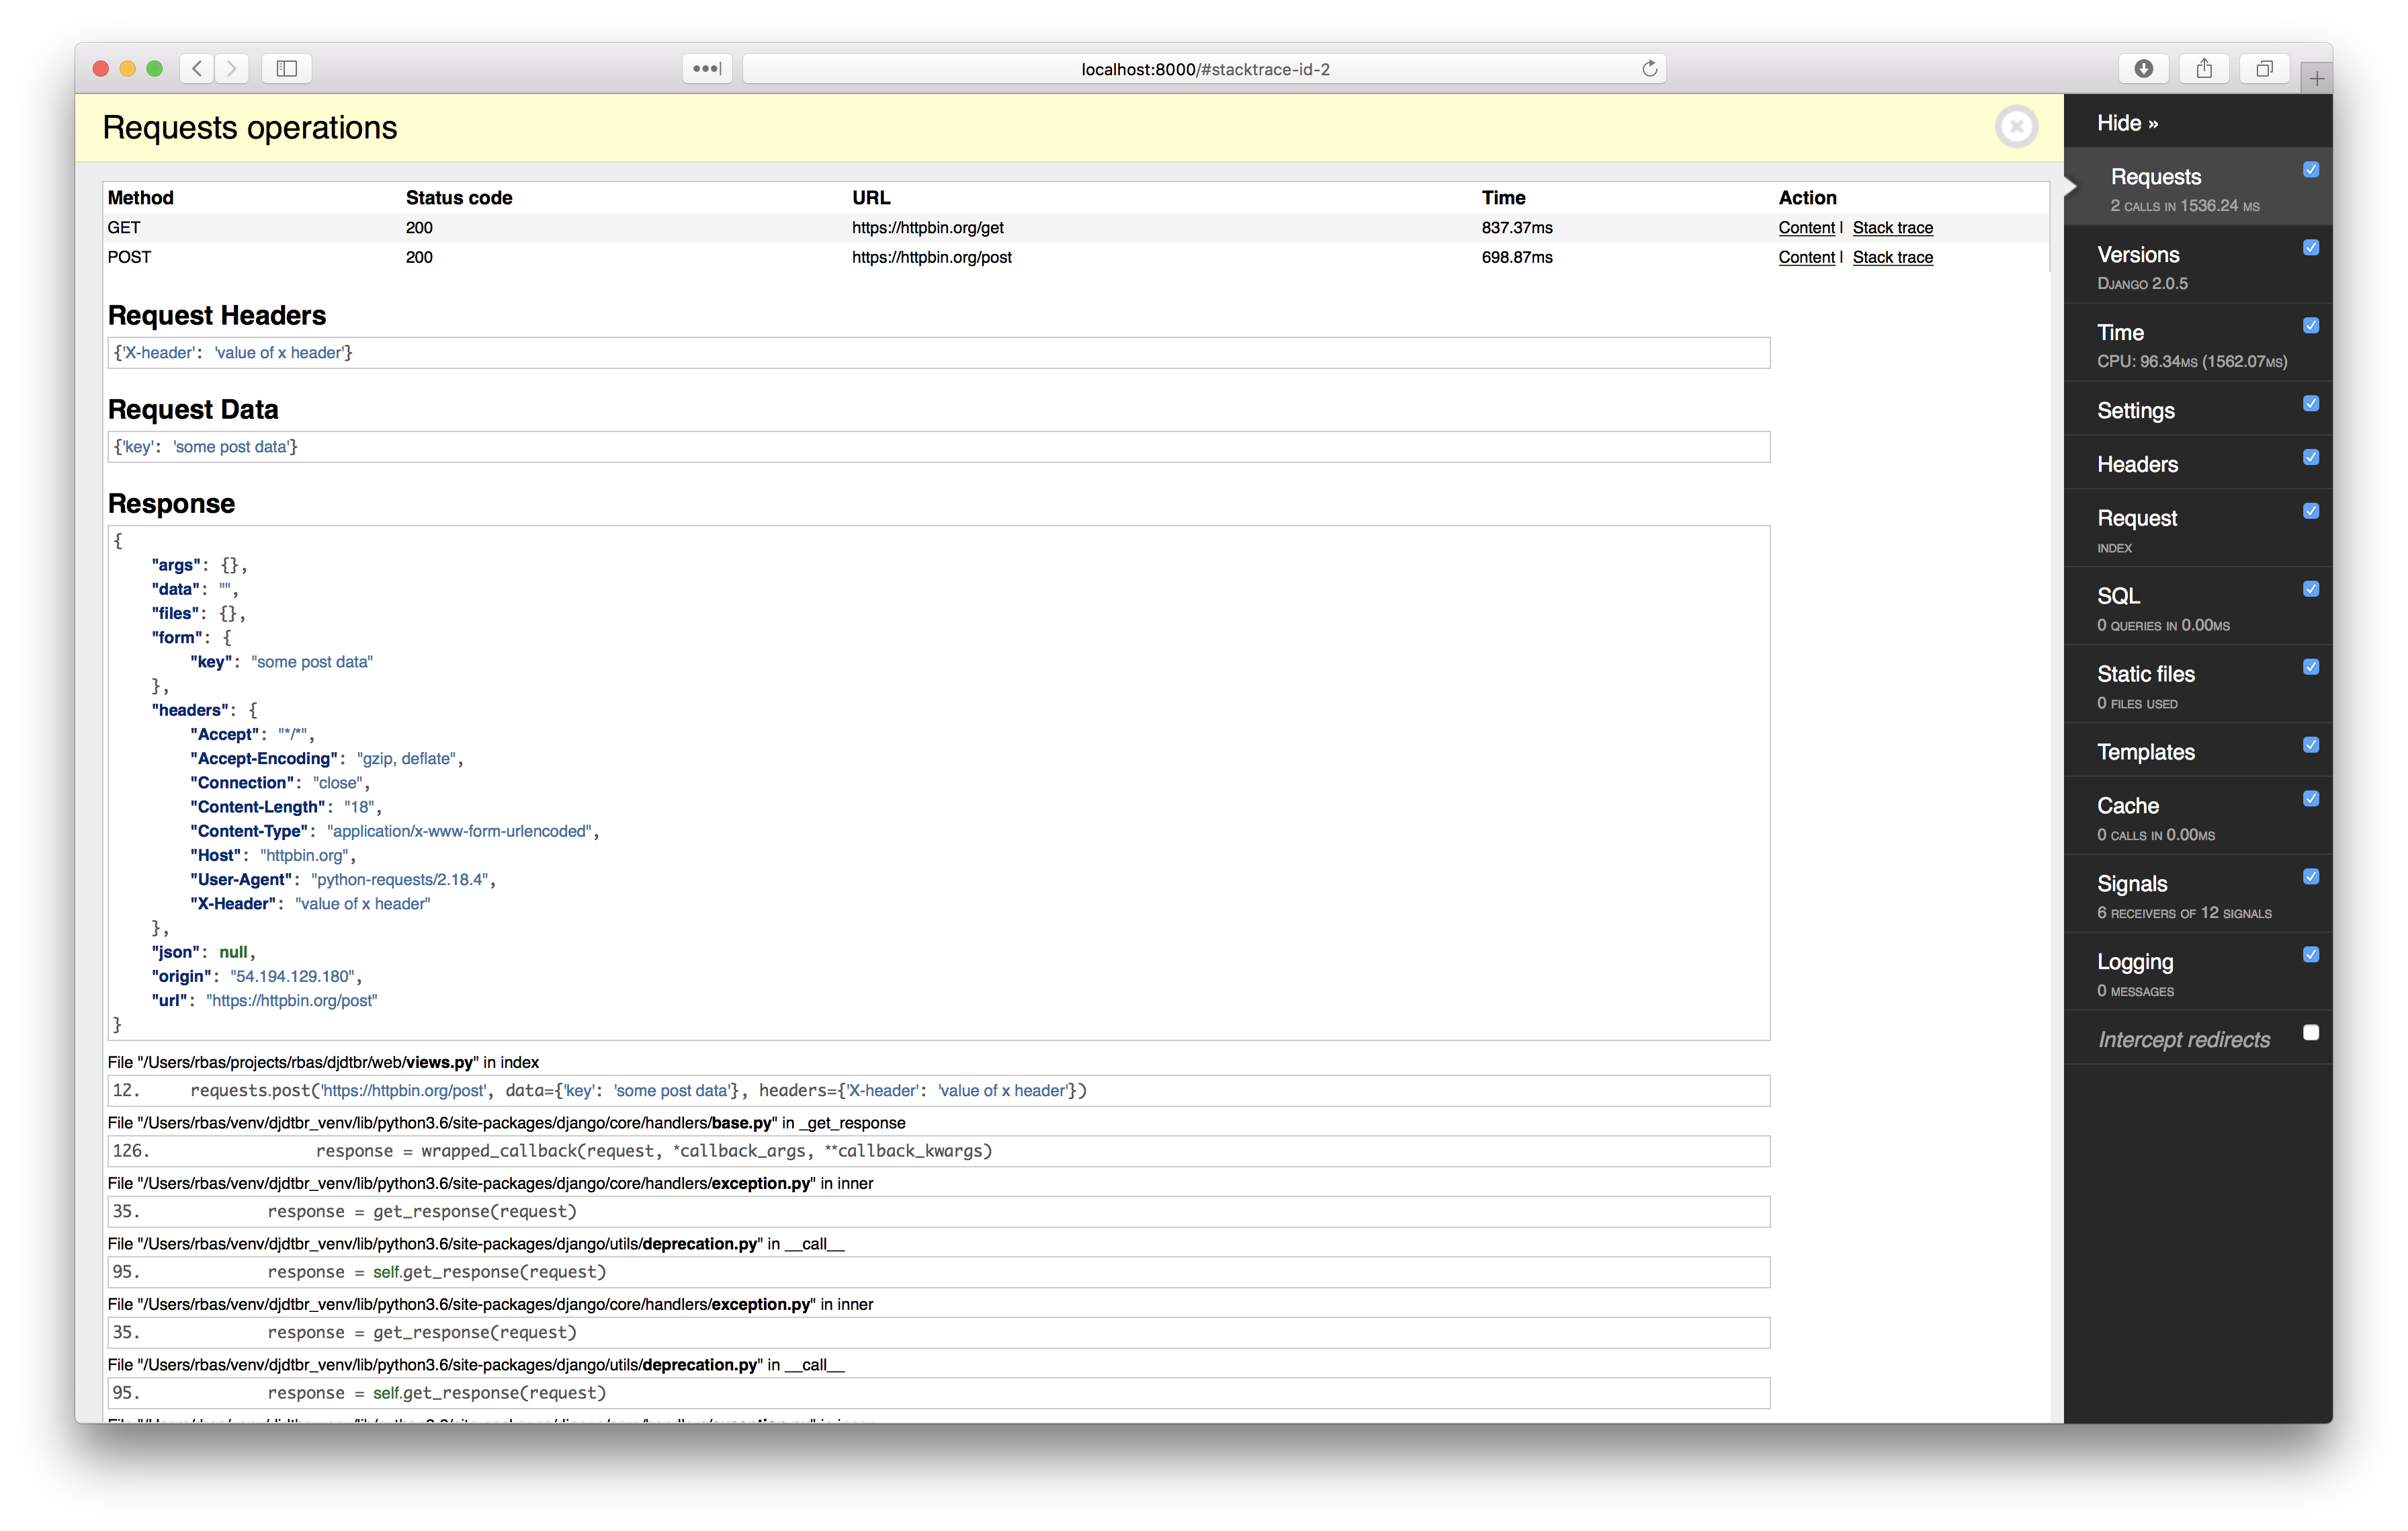 localhost:8000/#stacktrace-id-2
Requests operations
Method Status code URL Time Action
GET 200 https://httpbin.org/get 837.37ms Content | Stack trace
POST 200 https://httpbin.org/post 698.87ms Content | Stack trace
Request Headers
{'X-header': 'value of x header'}
Request Data
{'key': 'some post data'}
Response
{
"args": {},
"data": "",
"files": {},
"form": {
"key": "some post data"
},
"headers": {
"Accept": "*/*",
"Accept-Encoding": "gzip, deflate",
"Connection": "close",
"Content-Length": "18",
"Content-Type": "application/x-www-form-urlencoded",
"Host": "httpbin.org",
"User-Agent": "python-requests/2.18.4",
"X-Header": "value of x header"
},
"json": null,
"origin": "54.194.129.180",
"url": "https://httpbin.org/post"
}
File "/Users/rbas/projects/rbas/djdtbr/web/views.py" in index
12. requests.post('https://httpbin.org/post', data={'key': 'some post data'}, headers={'X-header': 'value of x header'})
File "/Users/rbas/venv/djdtbr_venv/lib/python3.6/site-packages/django/core/handlers/base.py" in _get_response
126. response = wrapped_callback(request, *callback_args, **callback_kwargs)
File "/Users/rbas/venv/djdtbr_venv/lib/python3.6/site-packages/django/core/handlers/exception.py" in inner
35. response = get_response(request)
File "/Users/rbas/venv/djdtbr_venv/lib/python3.6/site-packages/django/utils/deprecation.py" in __call__
95. response = self.get_response(request)
File "/Users/rbas/venv/djdtbr_venv/lib/python3.6/site-packages/django/core/handlers/exception.py" in inner
35. response = get_response(request)
File "/Users/rbas/venv/djdtbr_venv/lib/python3.6/site-packages/django/utils/deprecation.py" in __call__
95. response = self.get_response(request)
Hide »
Requests
2 CALLS IN 1536.24 MS
Versions
DJANGO 2.0.5
Time
CPU: 96.34MS (1562.07MS)
Settings
Headers
Request
INDEX
SQL
0 QUERIES IN 0.00MS
Static files
0 FILES USED
Templates
Cache
0 CALLS IN 0.00MS
Signals
6 RECEIVERS OF 12 SIGNALS
Logging
0 MESSAGES
Intercept redirects